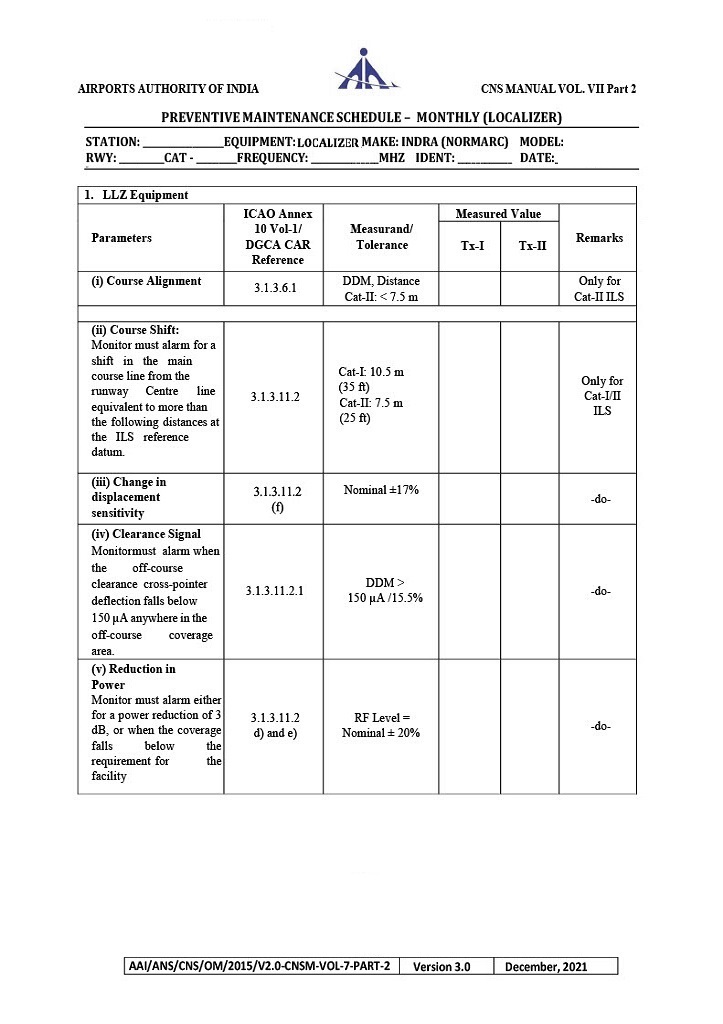 AIRPORTS AUTHORITY OF INDIA CNS MANUAL VOL. VII Part 2
PREVENTIVE MAINTENANCE SCHEDULE – MONTHLY (LOCALIZER)
STATION: ________________EQUIPMENT: LOCALIZER MAKE: INDRA (NORMARC) MODEL:
RWY: _________CAT - ________FREQUENCY: _____________MHZ IDENT: ___________ DATE:_
1. LLZ Equipment
Parameters
ICAO Annex
10 Vol-1/
DGCA CAR
Reference
Measurand/
Tolerance
Measured Value
Tx-I
Tx-II
Remarks
(i) Course Alignment
3.1.3.6.1
DDM, Distance
Cat-II: < 7.5 m
Only for
Cat-II ILS
(ii) Course Shift:
Monitor must alarm for a
shift in the main
course line from the
runway Centre line
equivalent to more than
the following distances at
the ILS reference
datum.
3.1.3.11.2
Cat-I: 10.5 m
(35 ft)
Cat-II: 7.5 m
(25 ft)
Only for
Cat-I/II
ILS
(iii) Change in
displacement
sensitivity
3.1.3.11.2
(f)
Nominal ±17%
-do-
(iv) Clearance Signal
Monitormust alarm when
the off-course
clearance cross-pointer
deflection falls below
150 µA anywhere in the
off-course coverage
area.
3.1.3.11.2.1
DDM >
150 µA /15.5%
-do-
(v) Reduction in
Power
Monitor must alarm either
for a power reduction of 3
dB, or when the coverage
falls below the
requirement for the
facility
3.1.3.11.2
d) and e)
RF Level =
Nominal ± 20%
-do-
AAI/ANS/CNS/OM/2015/V2.0-CNSM-VOL-7-PART-2 Version 3.0 December, 2021